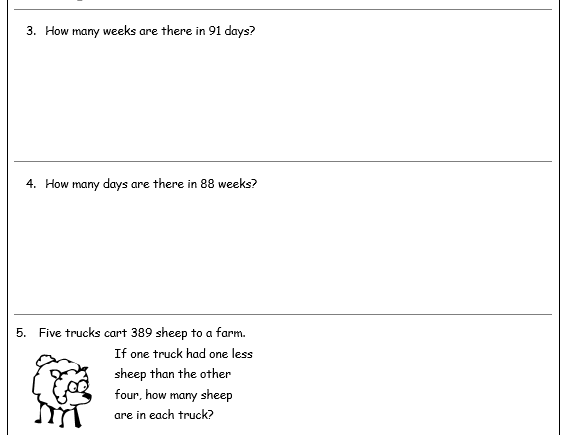 3. How many weeks are there in 91 days?
4. How many days are there in 88 weeks?
5. Five trucks cart 389 sheep to a farm.
If one truck had one less
sheep than the other
four, how many sheep
are in each truck?